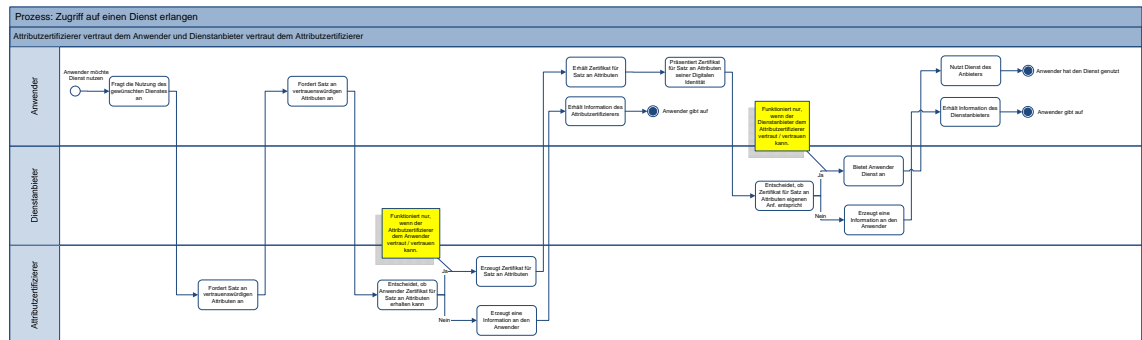 Prozess: Zugriff auf einen Dienst erlangen
Attributzertifizierer vertraut dem Anwender und Dienstanbieter vertraut dem Attributzertifizierer
Anwender
Anwender möchte
Dienst nutzen
Fragt die Nutzung des
gewünschten Dienstes
an
Fordert Satz an
vertrauenswürdigen
Attributen an
Erhält Zertifikat für
Satz an Attributen
Präsentiert Zertifikat
für Satz an Attributen
seiner Digitalen
Identität
Nutzt Dienst des
Anbieters
Anwender hat den Dienst genutzt
Erhält Information des
Attributzertifizierers
Anwender gibt auf
Funktioniert nur,
wenn der
Dienstanbieter dem
Attributzertifizierer
vertraut / vertrauen
kann.
Erhält Information des
Dienstanbieters
Anwender gibt auf
Dienstanbieter
Entscheidet, ob
Zertifikat für Satz an
Attributen eigenen
Anf. entspricht
Ja
Nein
Bietet Anwender
Dienst an
Erzeugt eine
Information an den
Anwender
Funktioniert nur,
wenn der
Attributzertifizierer
dem Anwender
vertraut / vertrauen
kann.
Attributzertifizierer
Fordert Satz an
vertrauenswürdigen
Attributen an
Entscheidet, ob
Anwender Zertifikat für
Satz an Attributen
erhalten kann
Ja
Nein
Erzeugt Zertifikat für
Satz an Attributen
Erzeugt eine
Information an den
Anwender